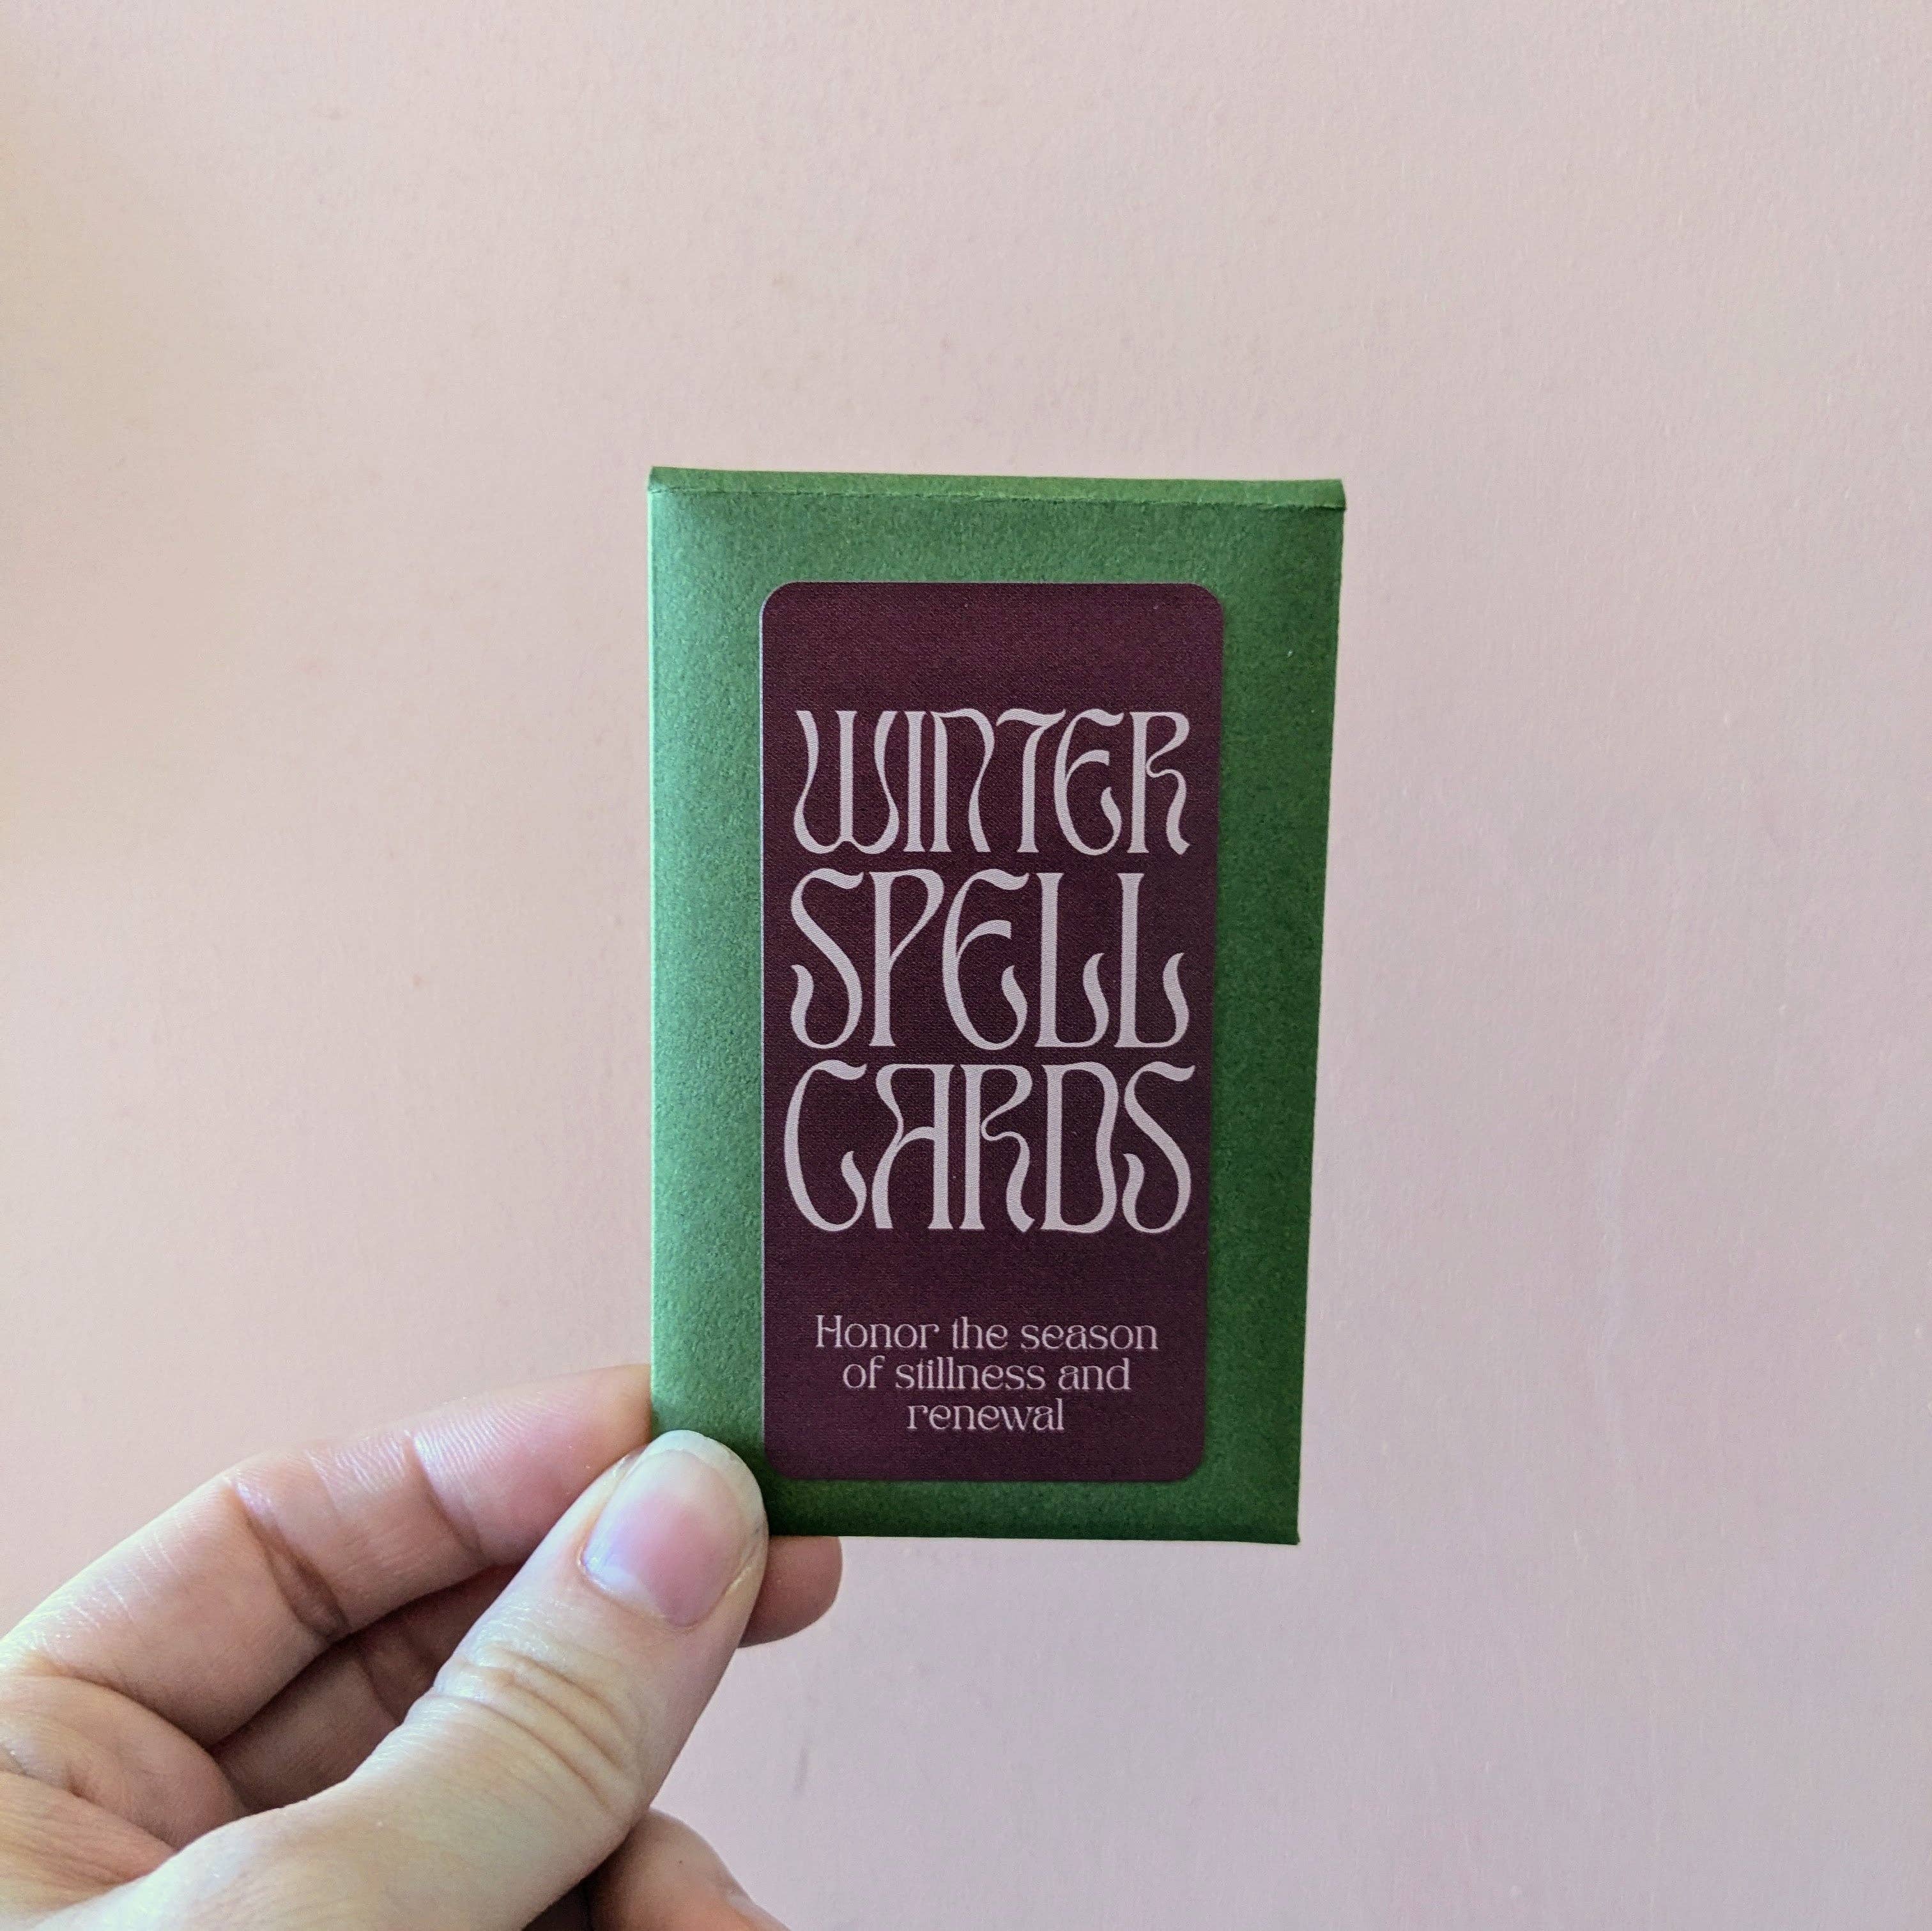 WINTER
SPELL
CARDS
Honor the season
of stillness and
renewal